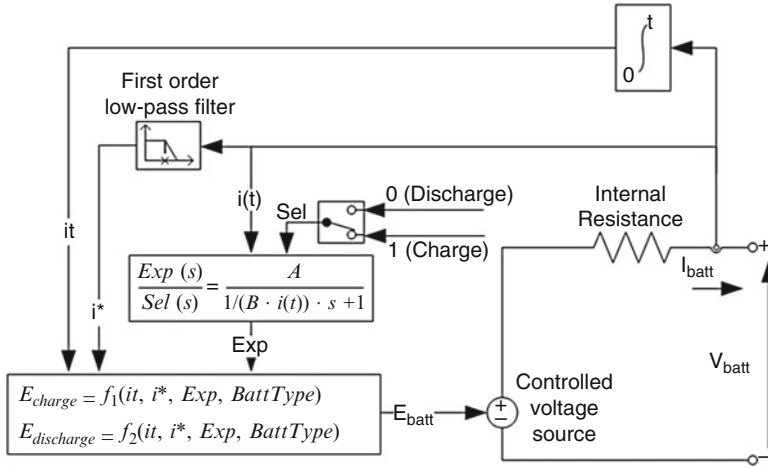 t
0
First order
low-pass filter
it
i(t)
i*
Sel
0 (Discharge)
1 (Charge)
Internal
Resistance
+
I_batt
Exp (s)
Sel (s)
=
A
1/(B · i(t)) · s +1
Exp
V_batt
E_charge = f_1(it, i*, Exp, BattType)
E_discharge = f_2(it, i*, Exp, BattType)
E_batt
+
−
Controlled
voltage
source
−